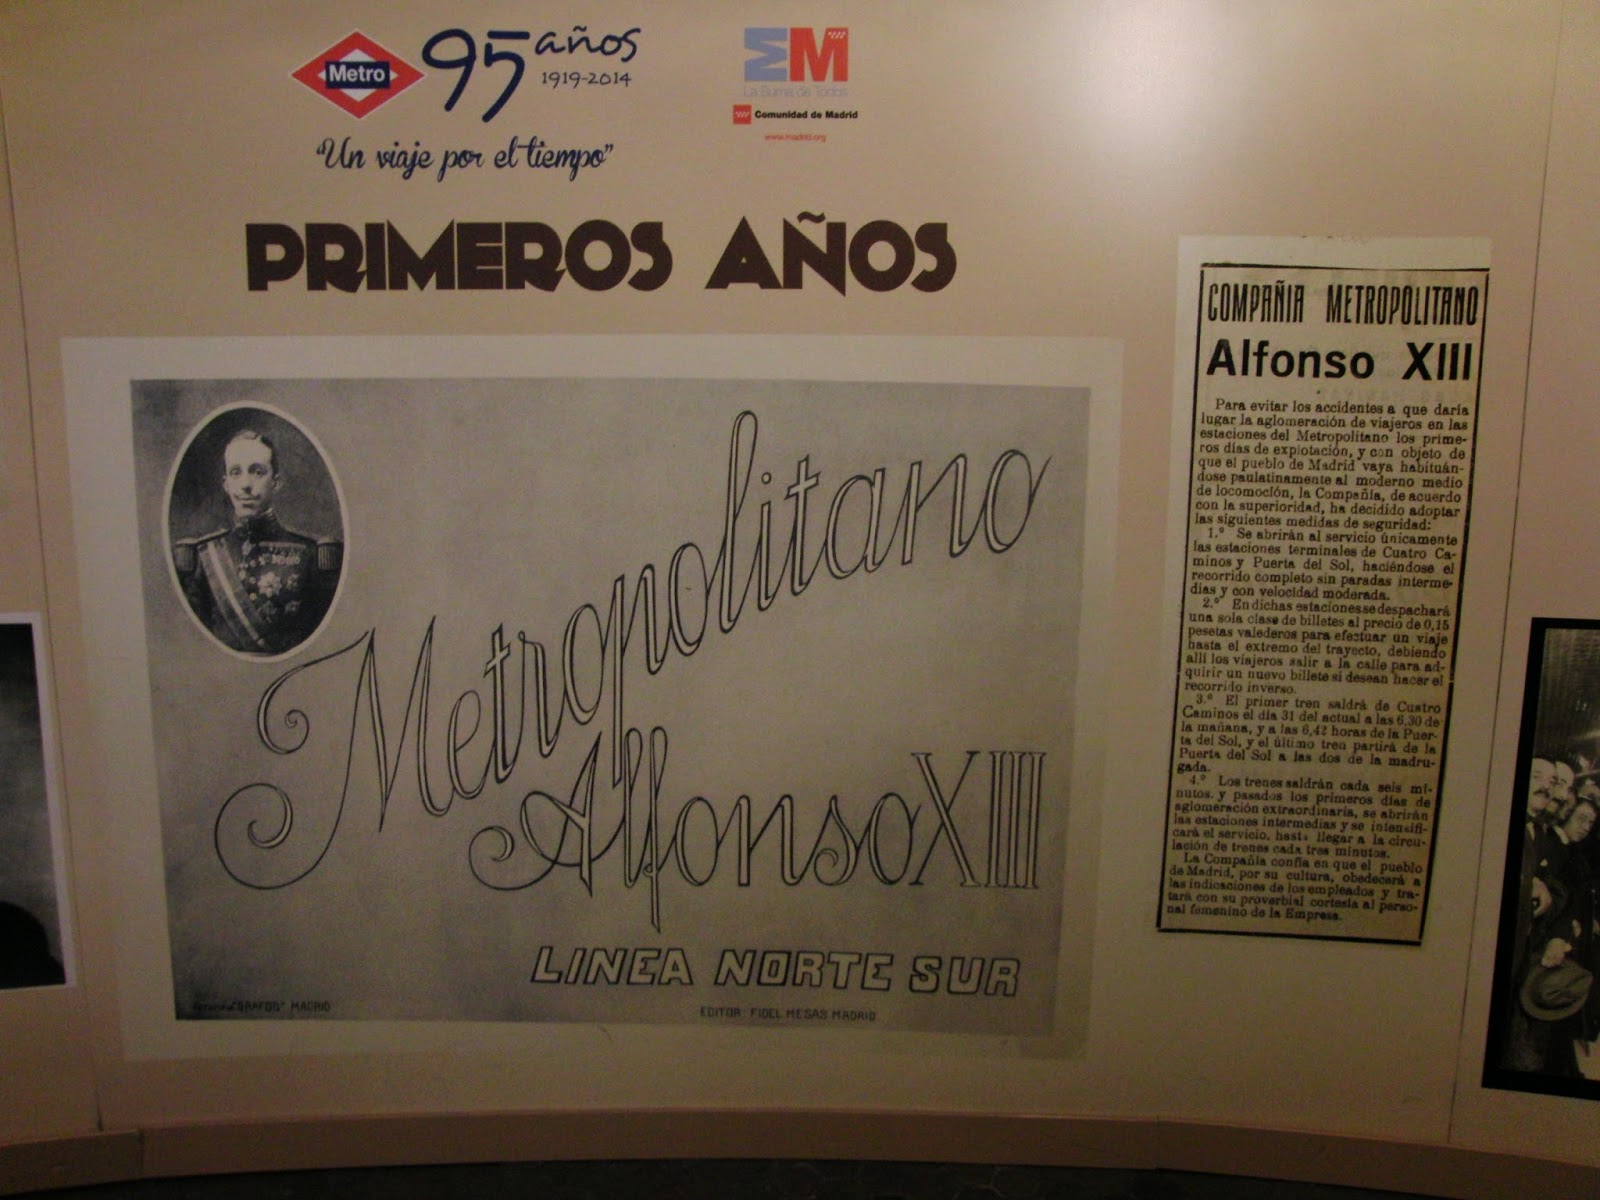 Metro
95 años
1919-2014
"Un viaje por el tiempo"
EM
La Suma de Todos
Comunidad de Madrid
www.madrid.org
PRIMEROS AÑOS
Metropolitano
Alfonso XIII
LINEA NORTE SUR
"GRAFOS" MADRID
EDITOR FIDEL MESAS MADRID
COMPAÑIA METROPOLITANO
Alfonso XIII
Para evitar los accidentes a que daría
lugar la aglomeración de viajeros en las
estaciones del Metropolitano los prime-
ros días de explotación, y con objeto de
que el pueblo de Madrid vaya habituán-
dose paulatinamente al moderno medio
de locomoción, la Compañía, de acuerdo
con la superioridad, ha decidido adoptar
las siguientes medidas de seguridad:
1.º Se abrirán al servicio únicamente
las estaciones terminales de Cuatro Ca-
minos y Puerta del Sol, haciéndose el
recorrido completo sin paradas interme-
dias y con velocidad moderada.
2.º En dichas estaciones se despachará
una sola clase de billetes al precio de 0,15
pesetas valederos para efectuar un viaje
hasta el extremo del trayecto, debiendo
allí los viajeros salir a la calle para ad-
quirir un nuevo billete si desean hacer el
recorrido inverso.
3.º El primer tren saldrá de Cuatro
Caminos el día 31 del actual a las 6,30 de
la mañana, y a las 6,42 horas de la Puer-
ta del Sol, y el último tren partirá de la
Puerta del Sol a las dos de la madru-
gada.
4.º Los trenes saldrán cada seis mi-
nutos, y pasados los primeros días de
aglomeración extraordinaria, se abrirán
las estaciones intermedias y se intensifi-
cará el servicio, hasta llegar a la circu-
lación de trenes cada tres minutos.
La Compañía confía en que el pueblo
de Madrid, por su cultura, obedecerá a
las indicaciones de los empleados y tra-
tará con su proverbial cortesía al perso-
nal femenino de la Empresa.